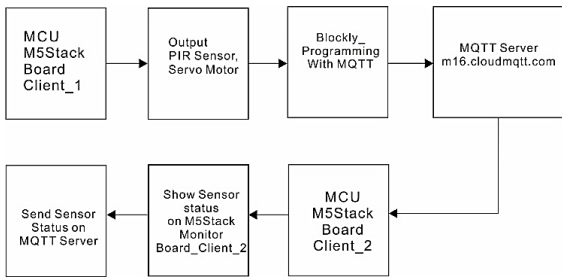 MCU
M5Stack
Board
Client_1
Output
PIR Sensor,
Servo Motor
Blockly_
Programming
With MQTT
MQTT Server
m16.cloudmqtt.com
Send Sensor
Status on
MQTT Server
Show Sensor
status
on M5Stack
Monitor
Board_Client_2
MCU
M5Stack
Board
Client_2